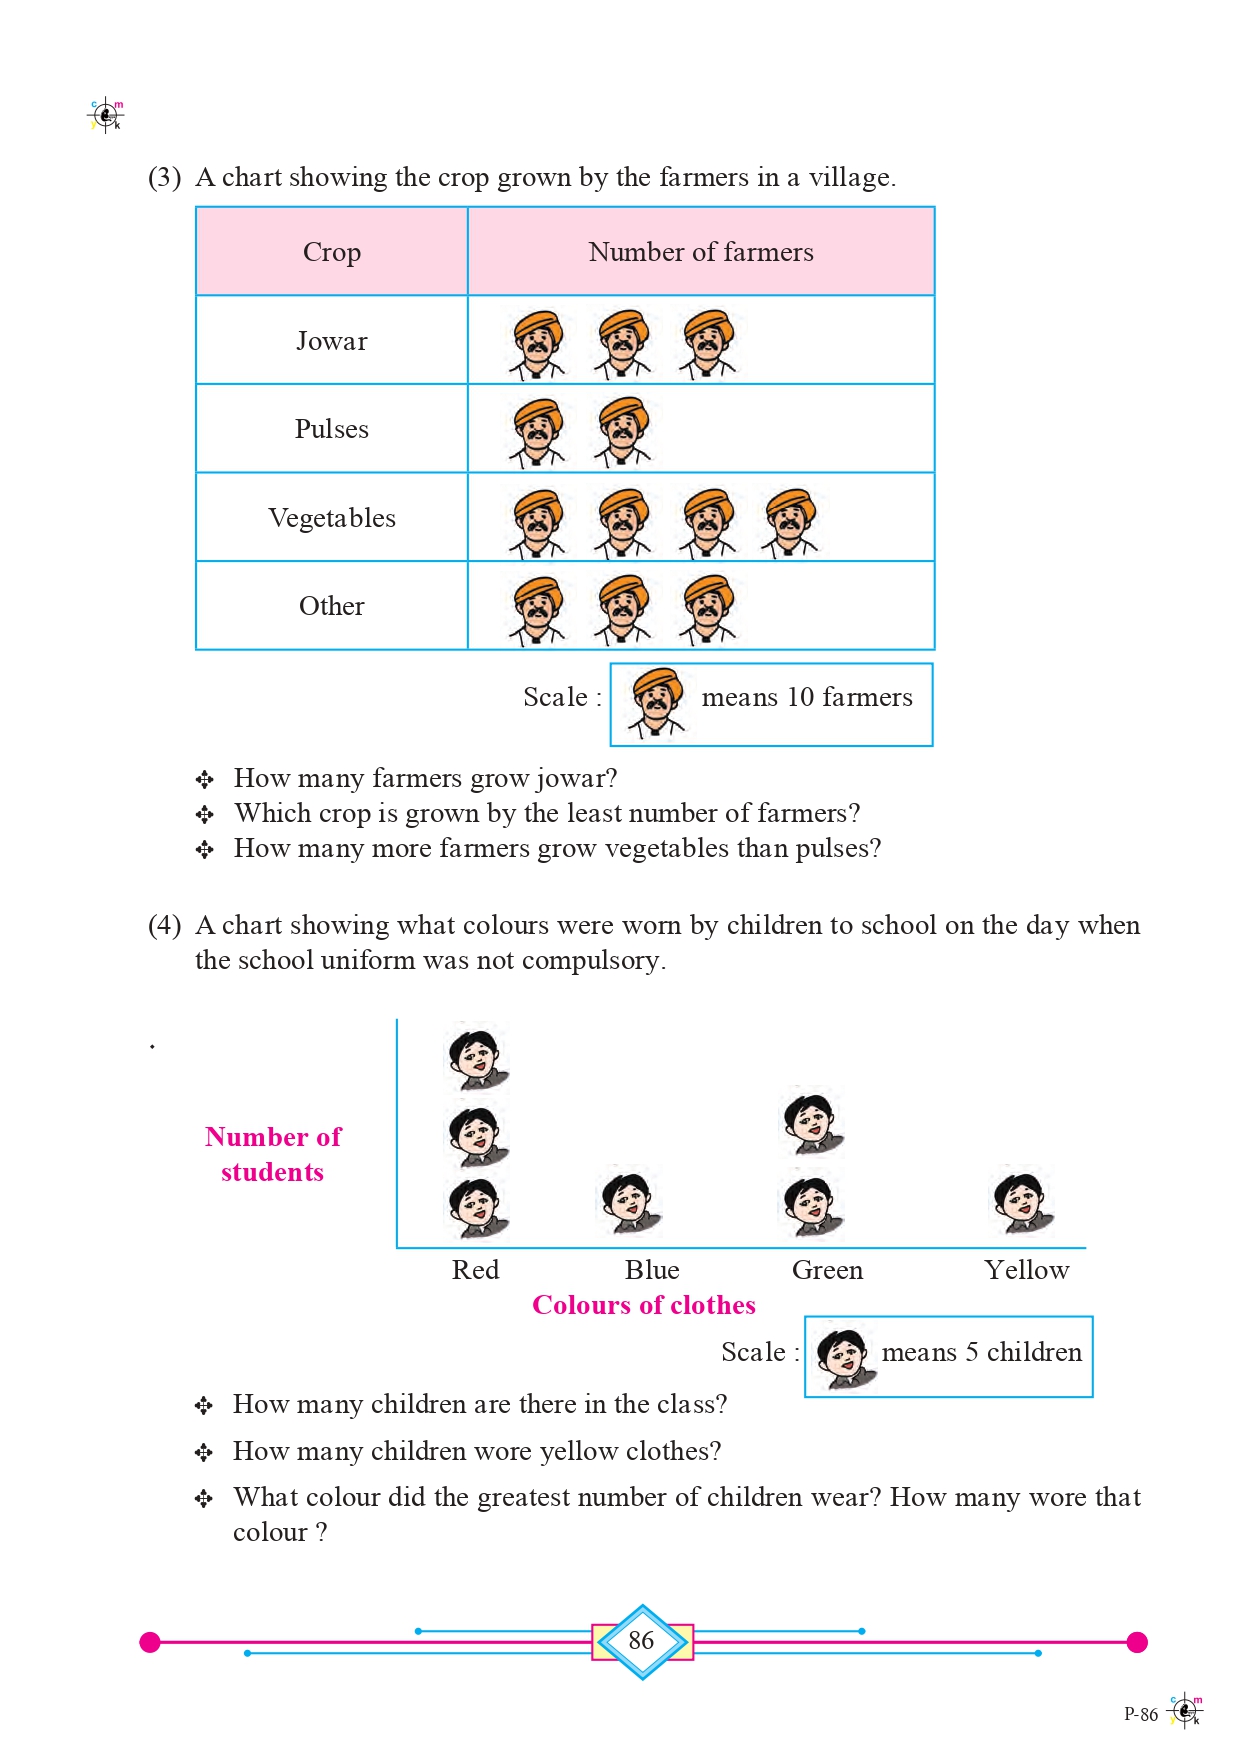 c m
y k
(3) A chart showing the crop grown by the farmers in a village.
Crop Number of farmers
Jowar
Pulses
Vegetables
Other
Scale : means 10 farmers
How many farmers grow jowar?
Which crop is grown by the least number of farmers?
How many more farmers grow vegetables than pulses?
(4) A chart showing what colours were worn by children to school on the day when
the school uniform was not compulsory.
Number of
students
Red Blue Green Yellow
Colours of clothes
Scale : means 5 children
How many children are there in the class?
How many children wore yellow clothes?
What colour did the greatest number of children wear? How many wore that
colour ?
86
P-86
c m
y k